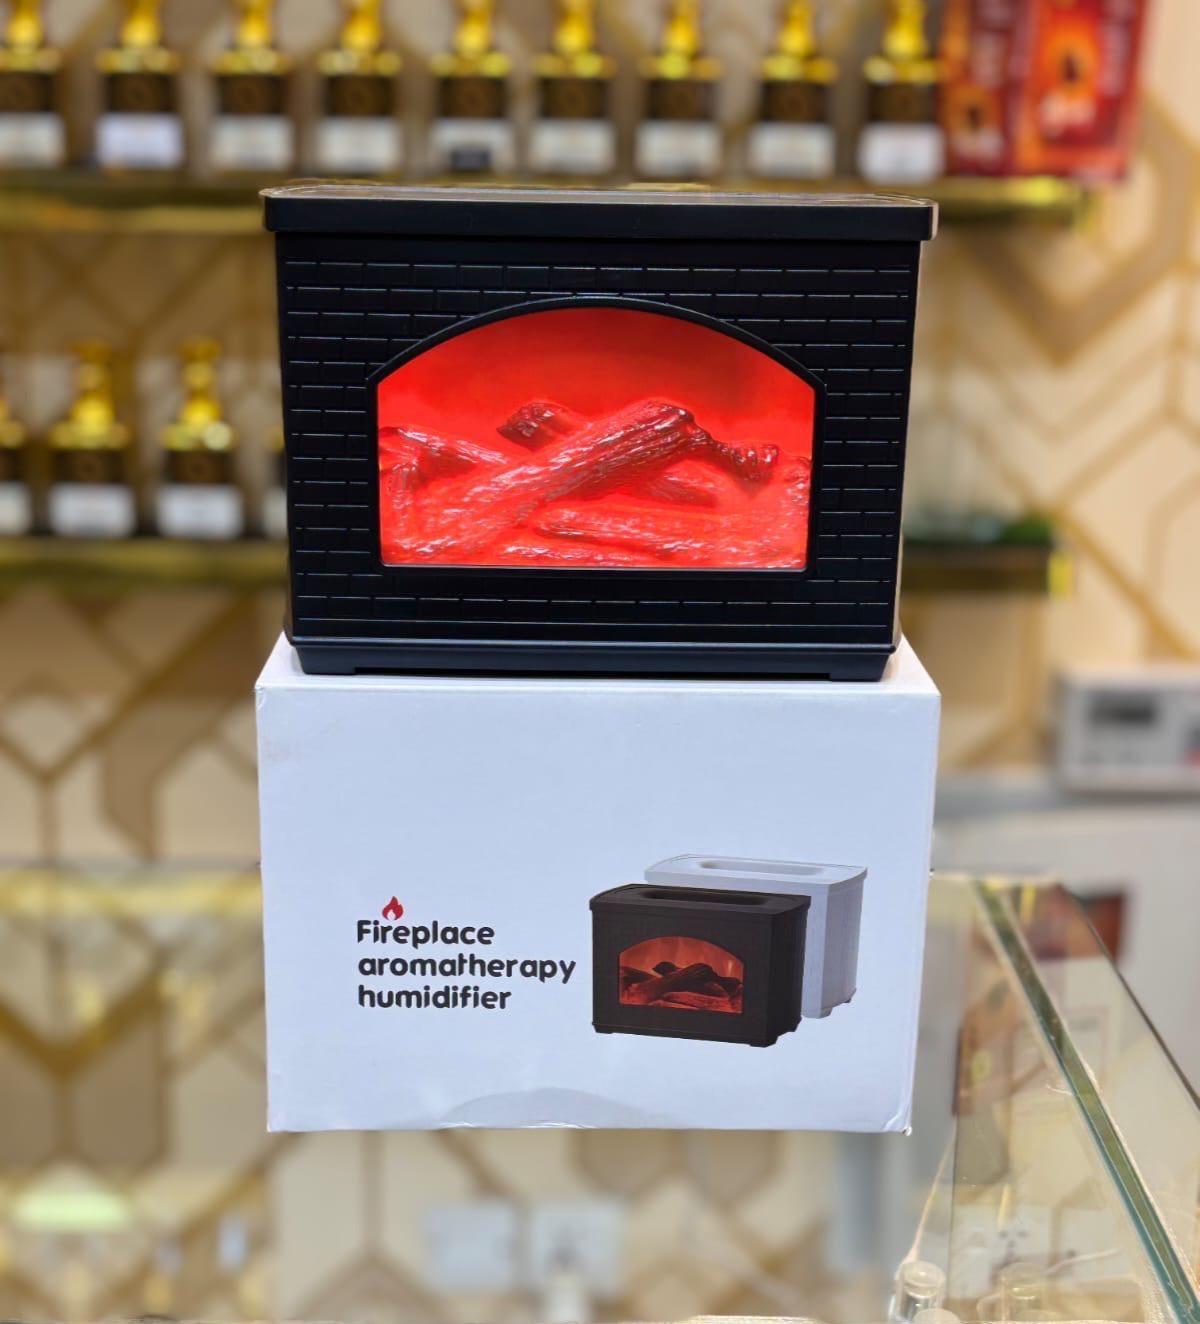 Fireplace
aromatherapy
humidifier